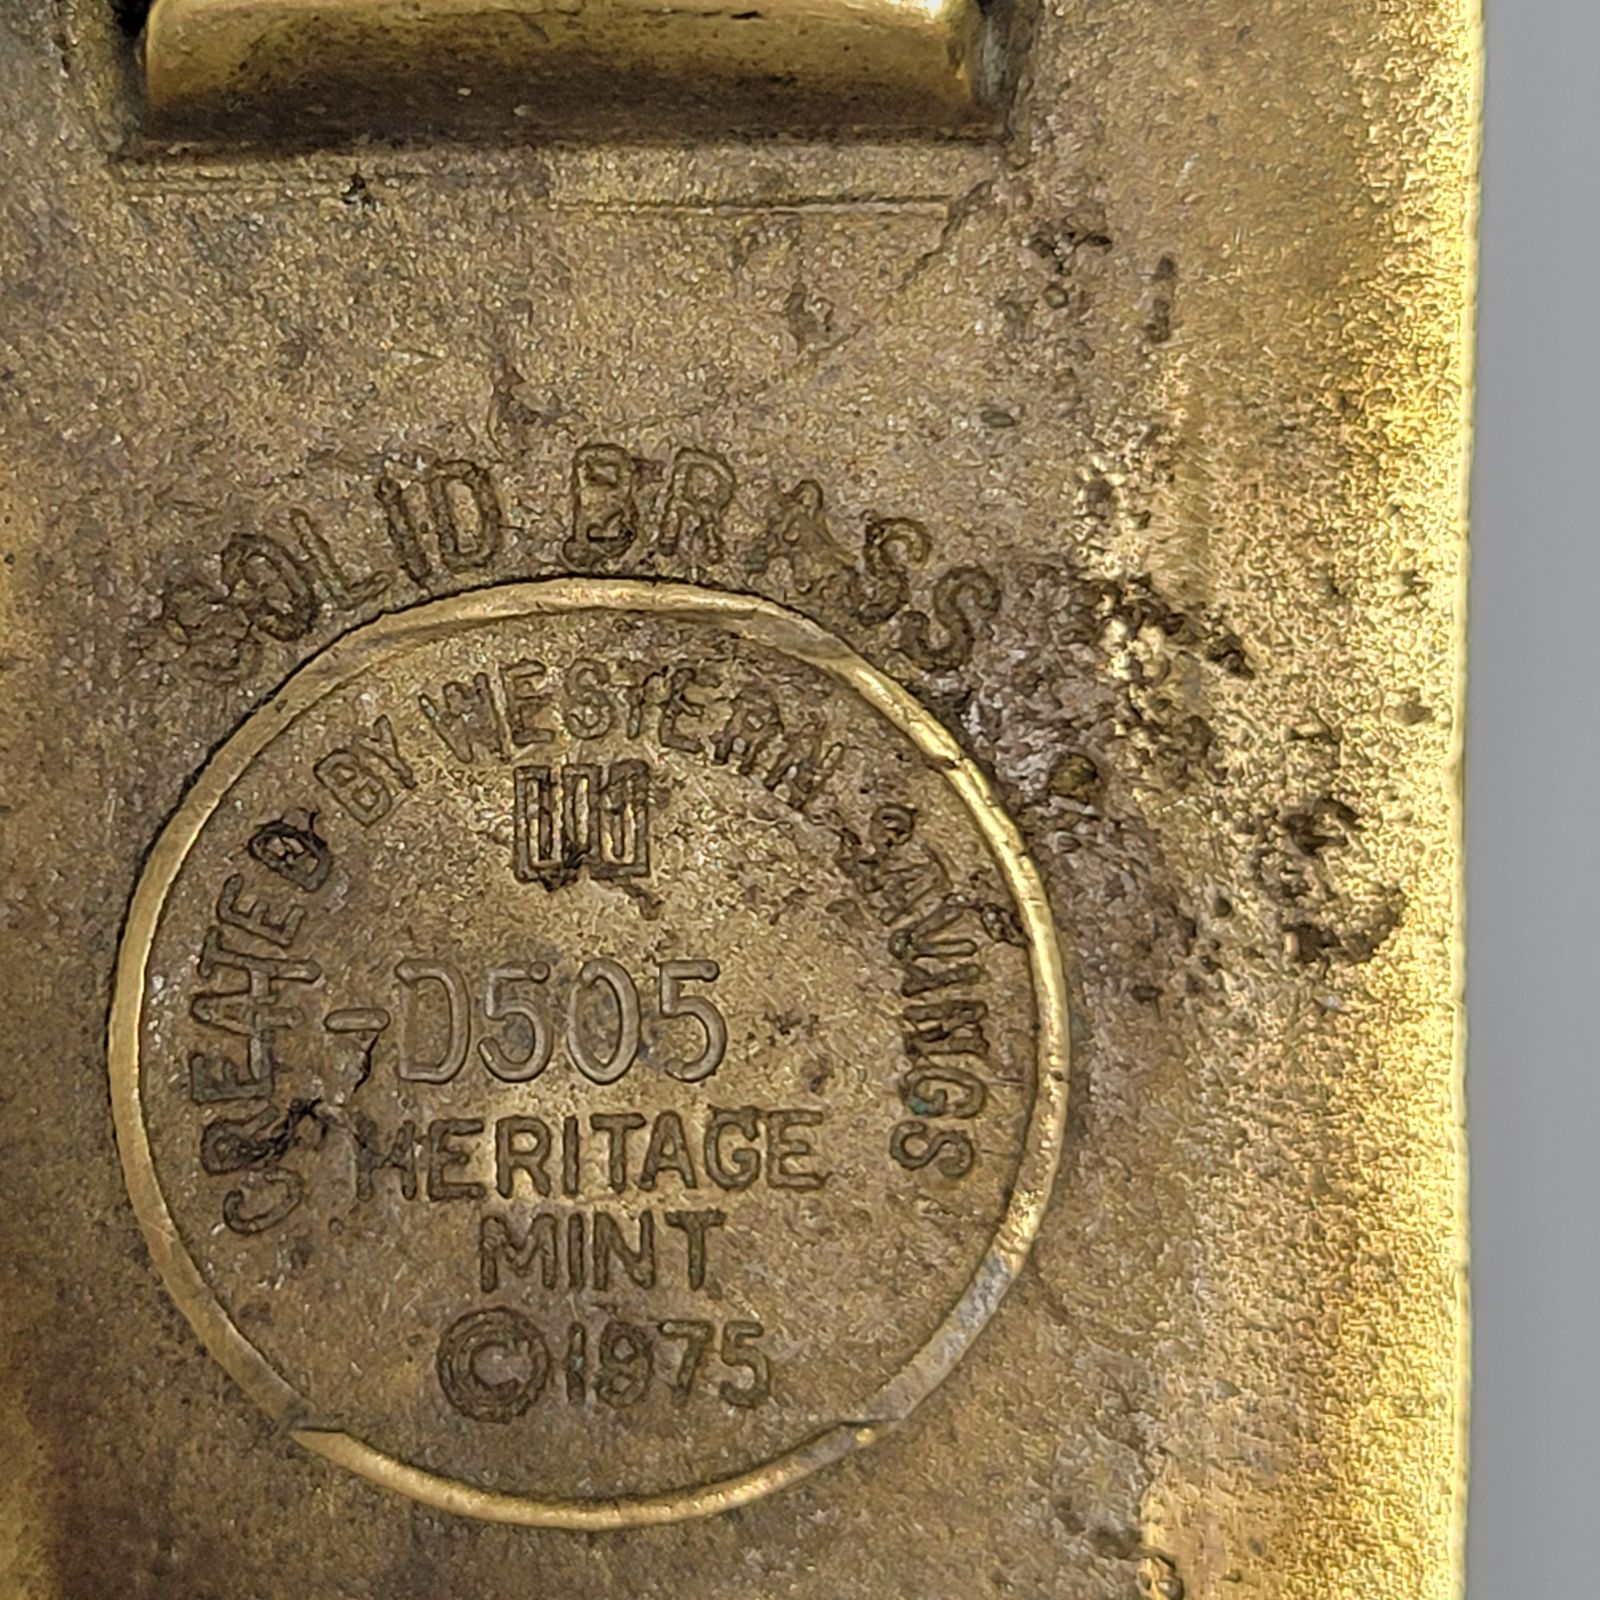 SOLID BRASS
CREATED BY WESTERN SAVINGS
-D505
HERITAGE
MINT
©1975